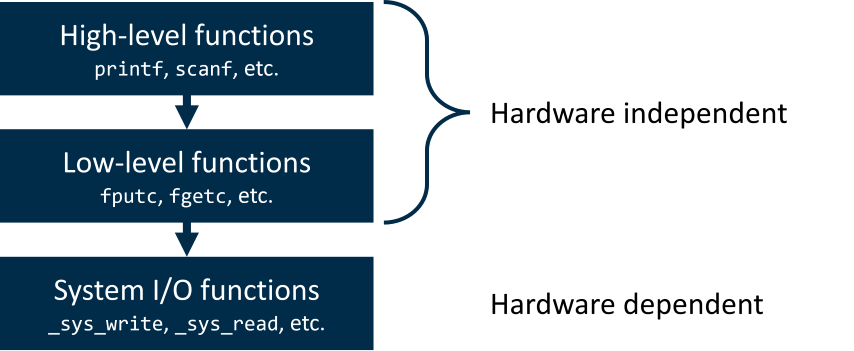 High-level functions
printf, scanf, etc.
Hardware independent
Low-level functions
fputc, fgetc, etc.
System I/O functions
_sys_write, _sys_read, etc.
Hardware dependent